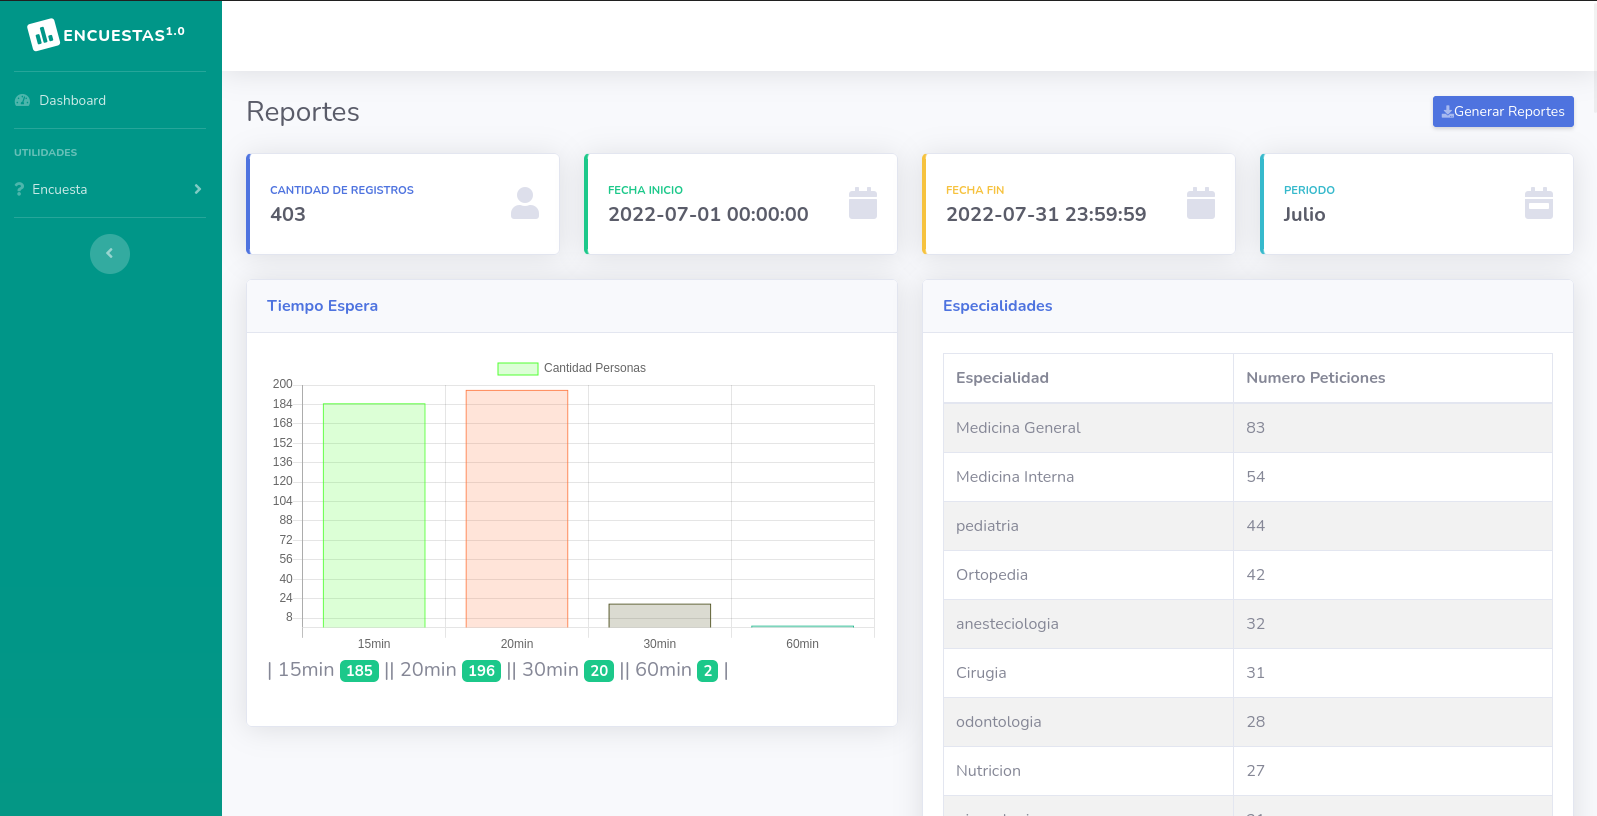 ENCUESTAS1.0
Dashboard
UTILIDADES
Encuesta
Reportes
Generar Reportes
CANTIDAD DE REGISTROS
403
FECHA INICIO
2022-07-01 00:00:00
FECHA FIN
2022-07-31 23:59:59
PERIODO
Julio
Tiempo Espera
Cantidad Personas
200
184
168
152
136
120
104
88
72
56
40
24
8
15min 20min 30min 60min
| 15min 185 || 20min 196 || 30min 20 || 60min 2 |
Especialidades
Especialidad Numero Peticiones
Medicina General 83
Medicina Interna 54
pediatria 44
Ortopedia 42
anesteciologia 32
Cirugia 31
odontologia 28
Nutricion 27